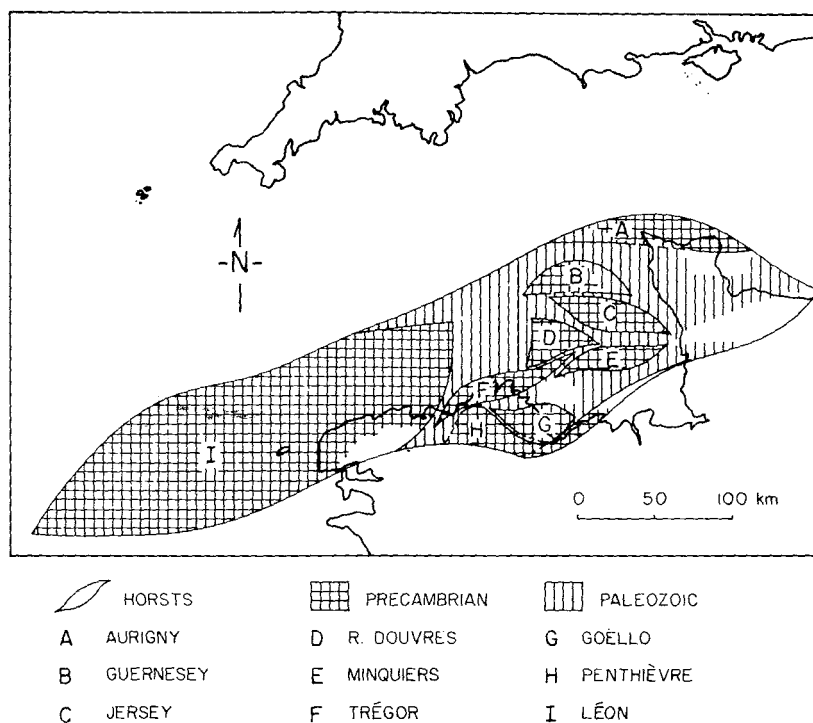 -N-
A
B
C
D
E
F
G
H
I
0 50 100 km
HORSTS PRECAMBRIAN PALEOZOIC
A AURIGNY D R. DOUVRES G GOËLLO
B GUERNESEY E MINQUIERS H PENTHIÈVRE
C JERSEY F TRÉGOR I LÉON